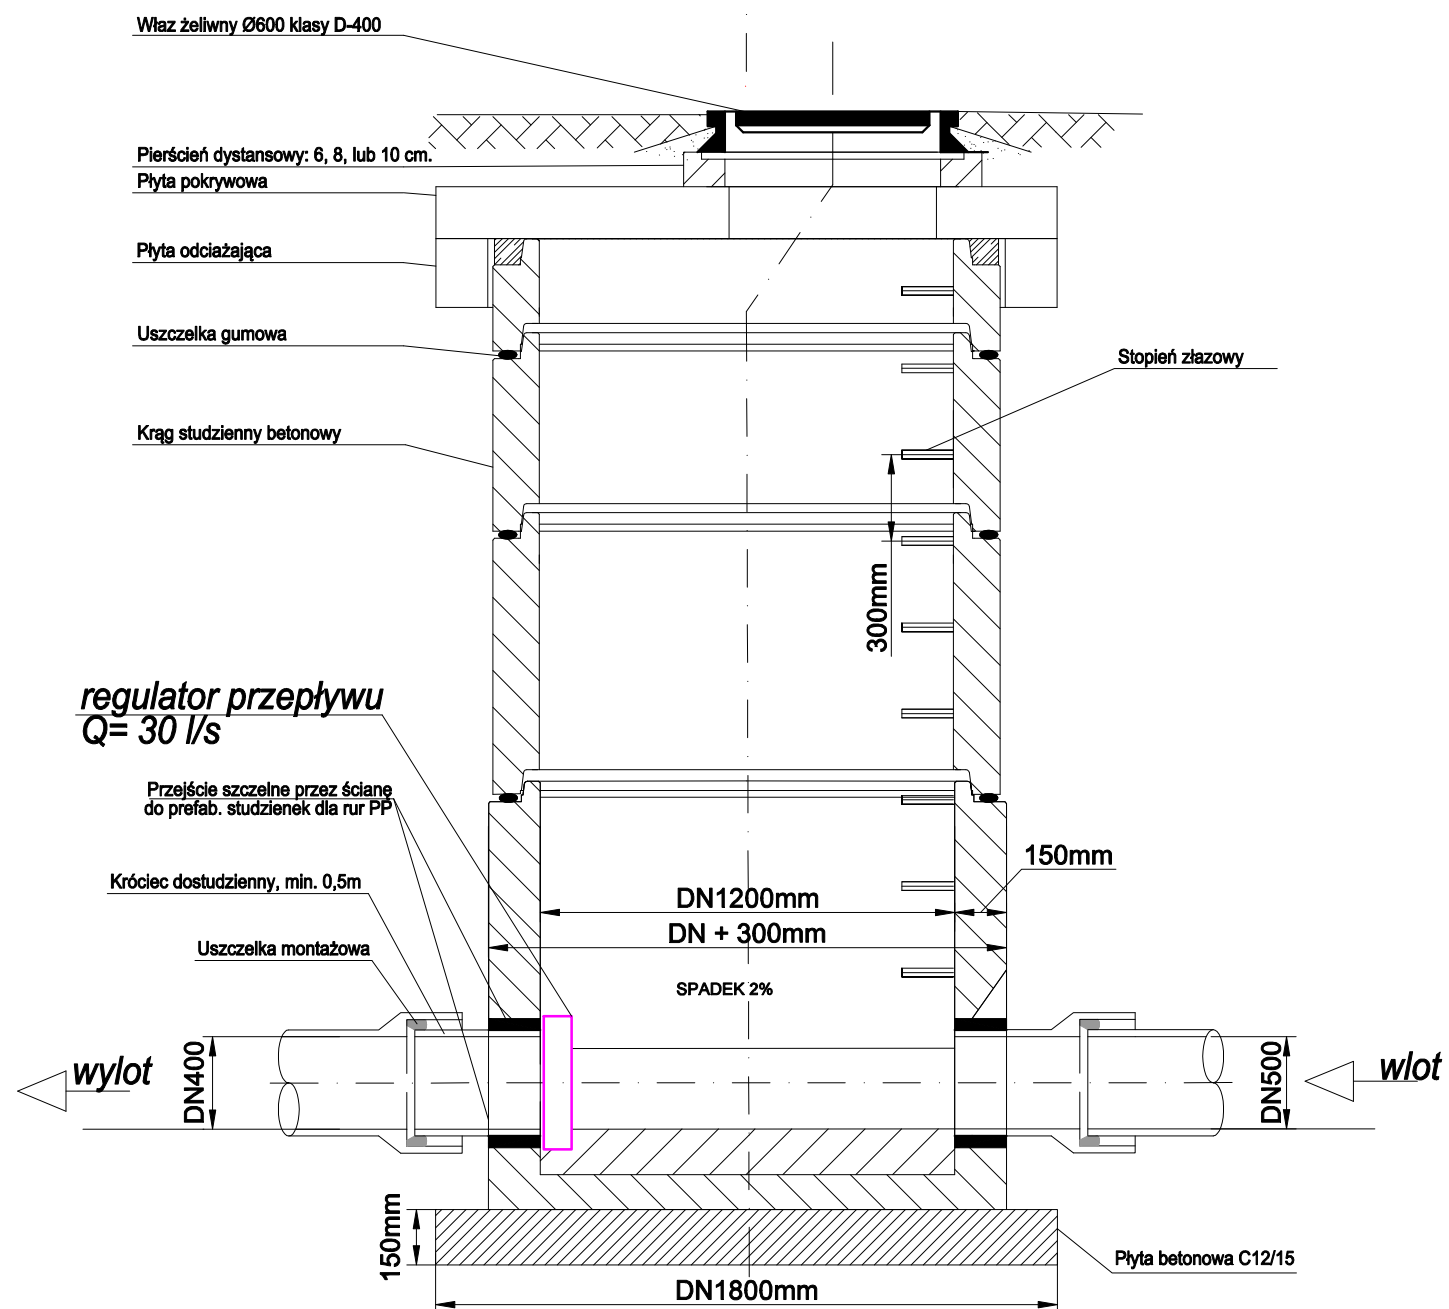 Właz żeliwny Ø600 klasy D-400
Pierścień dystansowy: 6, 8, lub 10 cm.
Płyta pokrywowa
Płyta odciażająca
Uszczelka gumowa
Stopień złazowy
Krąg studzienny betonowy
300mm
regulator przepływu
Q= 30 l/s
Przejście szczelne przez ścianę
do prefab. studzienek dla rur PP
150mm
Króciec dostudzienny, min. 0,5m
DN1200mm
DN + 300mm
Uszczelka montażowa
SPADEK 2%
wylot
DN400
DN500
wlot
150mm
Płyta betonowa C12/15
DN1800mm